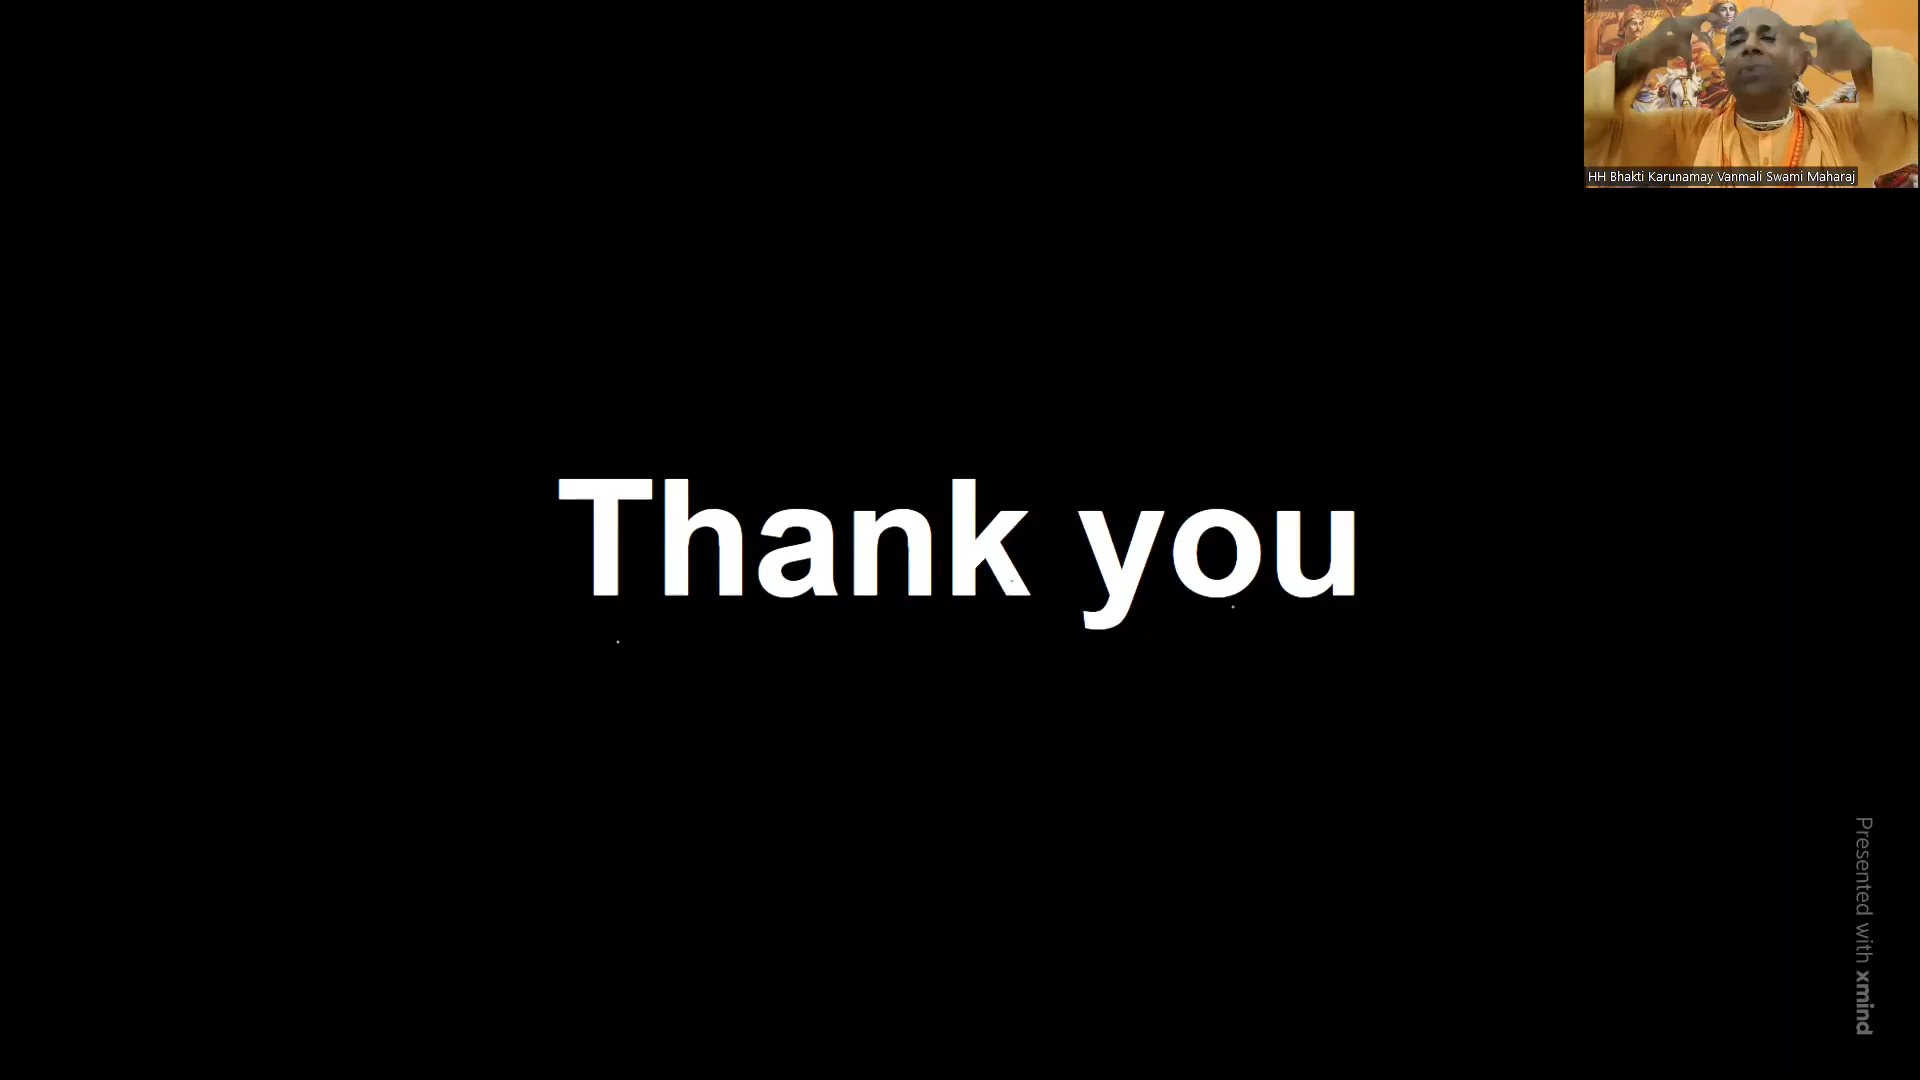 HH Bhakti Karunamay Vanmali Swami Maharaj
Thank you
Presented with xmind